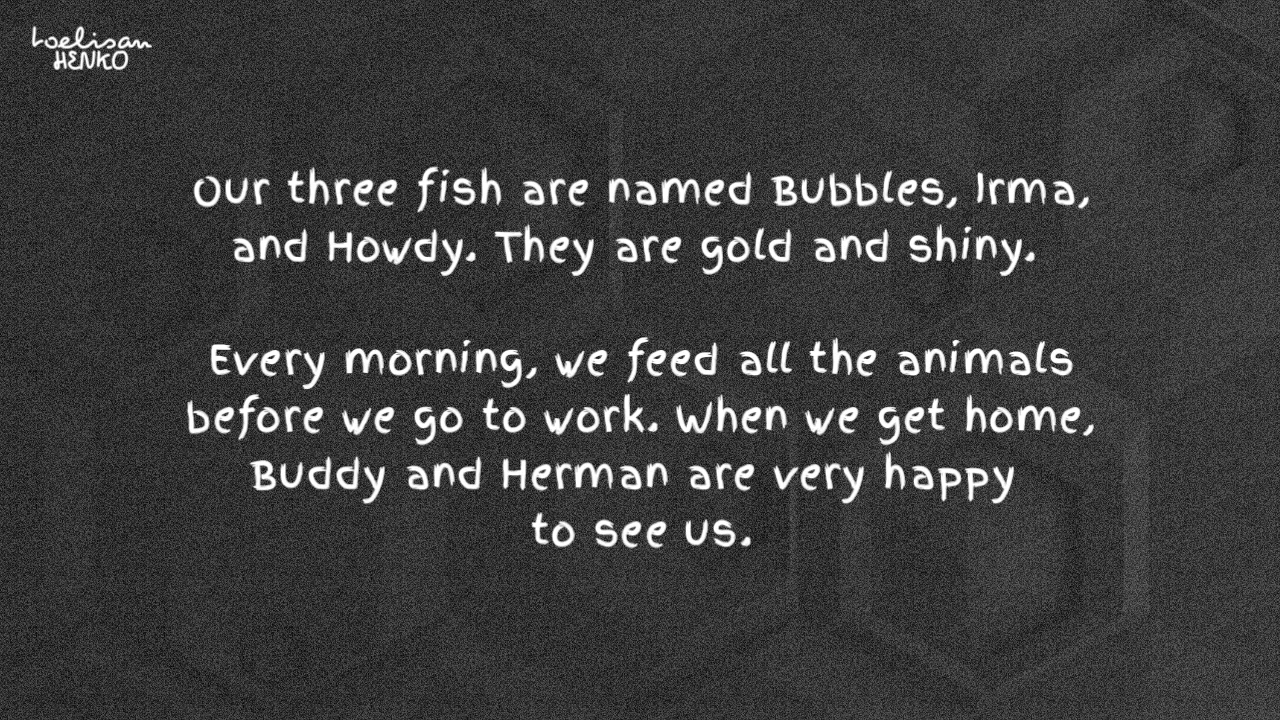 Loelisan
HENKO
Our three fish are named Bubbles, Irma,
and Howdy. They are gold and shiny.
Every morning, we feed all the animals
before we go to work. When we get home,
Buddy and Herman are very happy
to see us.